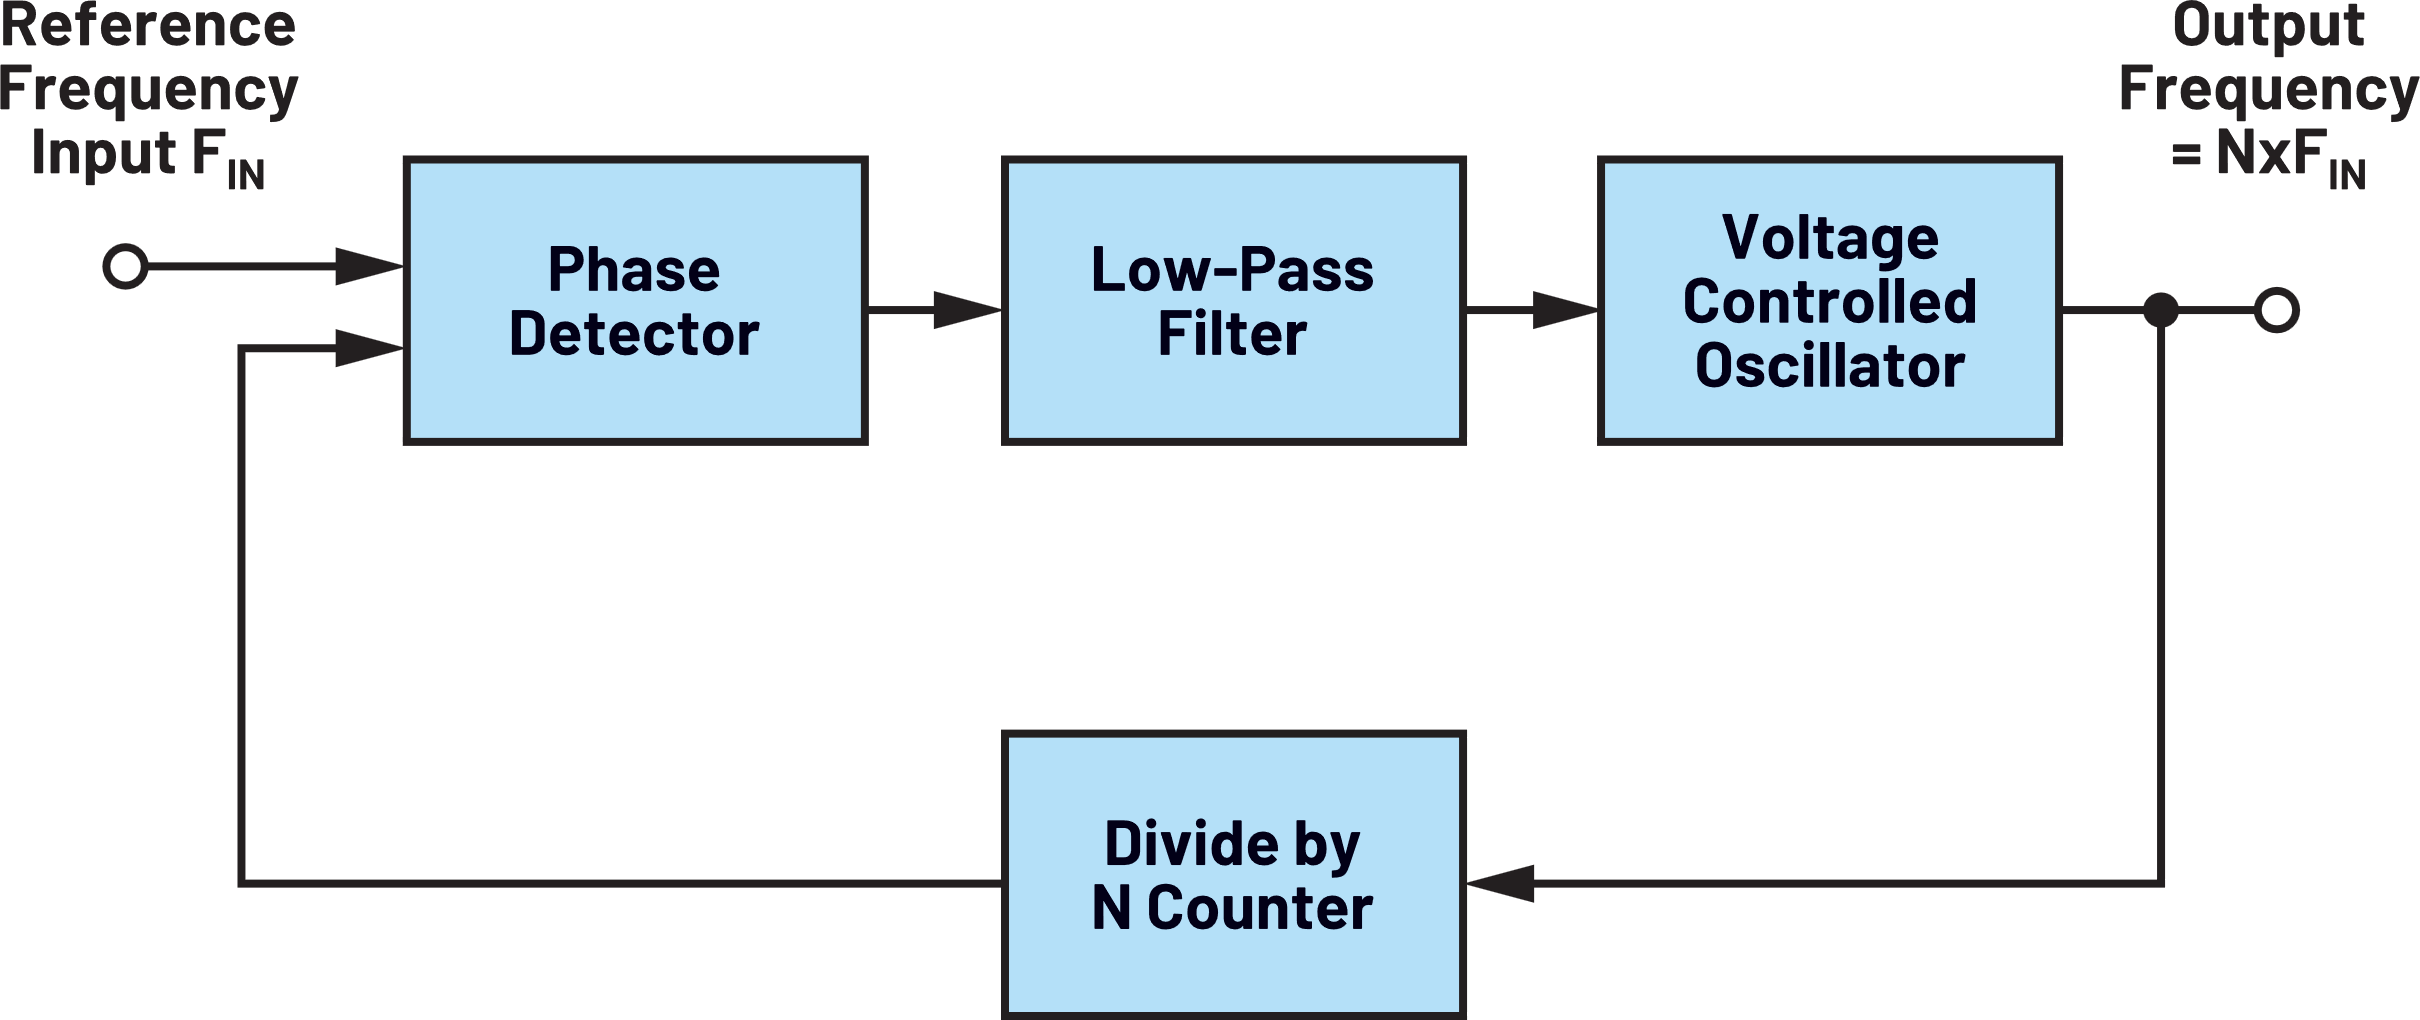 Reference
Frequency
Input FIN
Output
Frequency
= NxFIN
Phase
Detector
Low-Pass
Filter
Voltage
Controlled
Oscillator
Divide by
N Counter